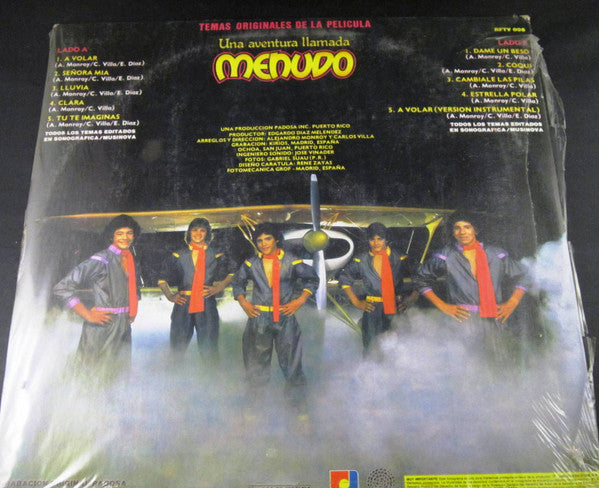 TEMAS ORIGINALES DE LA PELICULA
RFTV 905
Una aventura llamada
MENUDO
LADO A
1. A VOLAR
(A. Monroy/C. Villa/E. Diaz)
2. SEÑORA MIA
(A. Monroy/C. Villa/E. Diaz)
3. LLUVIA
(A. Monroy/C. Villa/E. Diaz)
4. CLARA
(A. Monroy/C. Villa)
5. TU TE IMAGINAS
(A. Monroy/C. Villa/E. Diaz)
TODOS LOS TEMAS EDITADOS
EN SONOGRAFICA/MUSINOVA
1. DAME UN BESO
(A. Monroy/C. Villa/E. Diaz)
2. COQUI
(A. Monroy/C. Villa/E. Diaz)
3. CAMBIALE LAS PILAS
(A. Monroy/C. Villa/E. Diaz)
4. ESTRELLA POLAR
(A. Monroy/C. Villa/E. Diaz)
5. A VOLAR (VERSION INSTRUMENTAL)
(A. Monroy/C. Villa/E. Diaz)
TODOS LOS TEMAS EDITADOS
EN SONOGRAFICA/MUSINOVA
UNA PRODUCCION PADOSA INC. PUERTO RICO
PRODUCTOR: EDGARDO DIAZ MELENDEZ
ARREGLOS Y DIRECCION: ALEJANDRO MONROY Y CARLOS VILLA
GRABACION: KIRIOS, MADRID, ESPAÑA
OCHOA, SAN JUAN, PUERTO RICO
INGENIERO SONIDO: JOSE VINADER
FOTOS: GABRIEL SUAU (P.R.)
DISEÑO CARATULA: RENE ZAYAS
FOTOMECANICA GROF - MADRID, ESPAÑA
PADOSA
MUY IMPORTANTE: